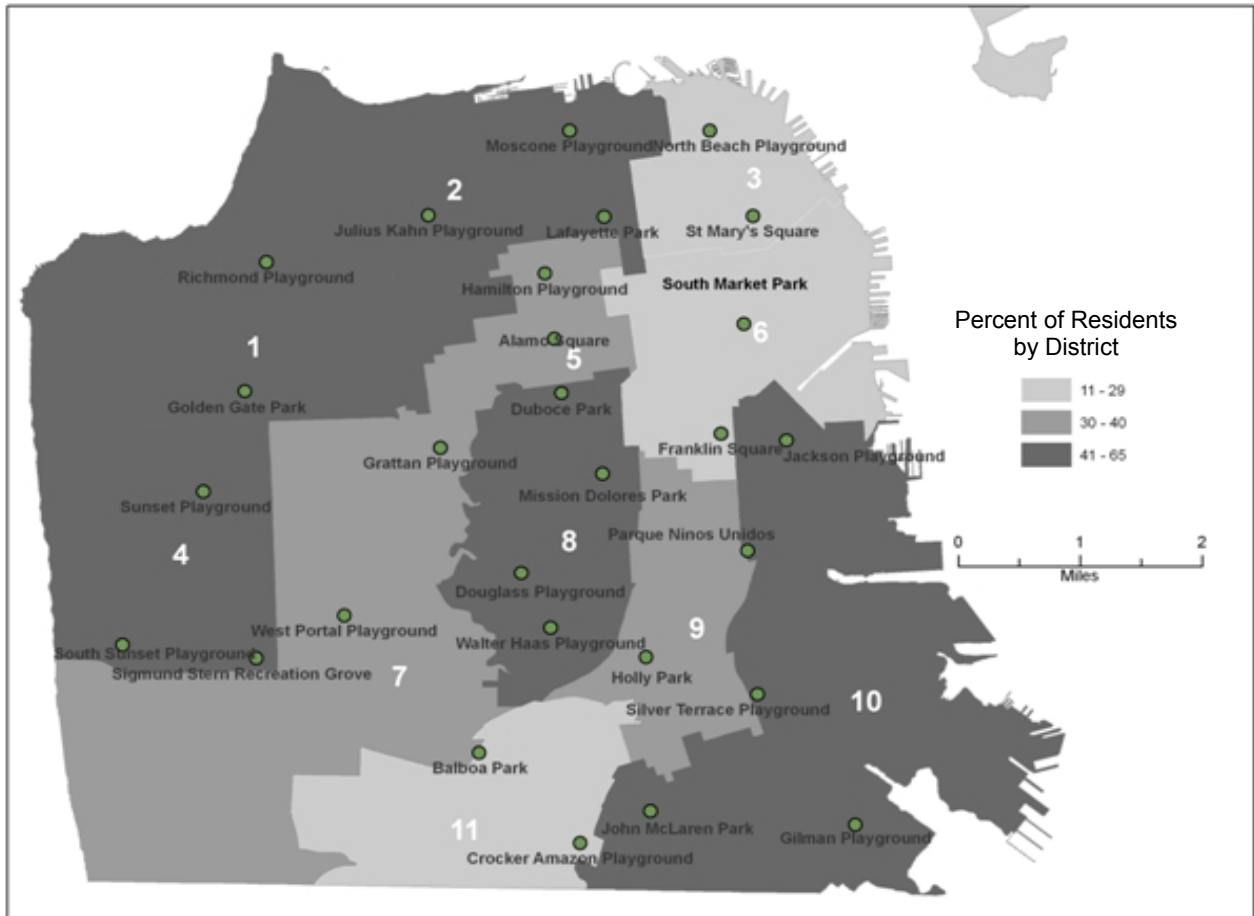 Moscone Playground
North Beach Playground
3
2
Julius Kahn Playground
Lafayette Park
St Mary's Square
Richmond Playground
Hamilton Playground
South Market Park
6
Percent of Residents
by District
11 - 29
30 - 40
41 - 65
1
Alamo Square
5
Golden Gate Park
Duboce Park
Grattan Playground
Franklin Square
Jackson Playground
Sunset Playground
Mission Dolores Park
Parque Ninos Unidos
0 1 2
Miles
4
8
Douglass Playground
West Portal Playground
Walter Haas Playground
9
South Sunset Playground
Sigmund Stern Recreation Grove
7
Holly Park
Silver Terrace Playground
10
Balboa Park
11
John McLaren Park
Gilman Playground
Crocker Amazon Playground